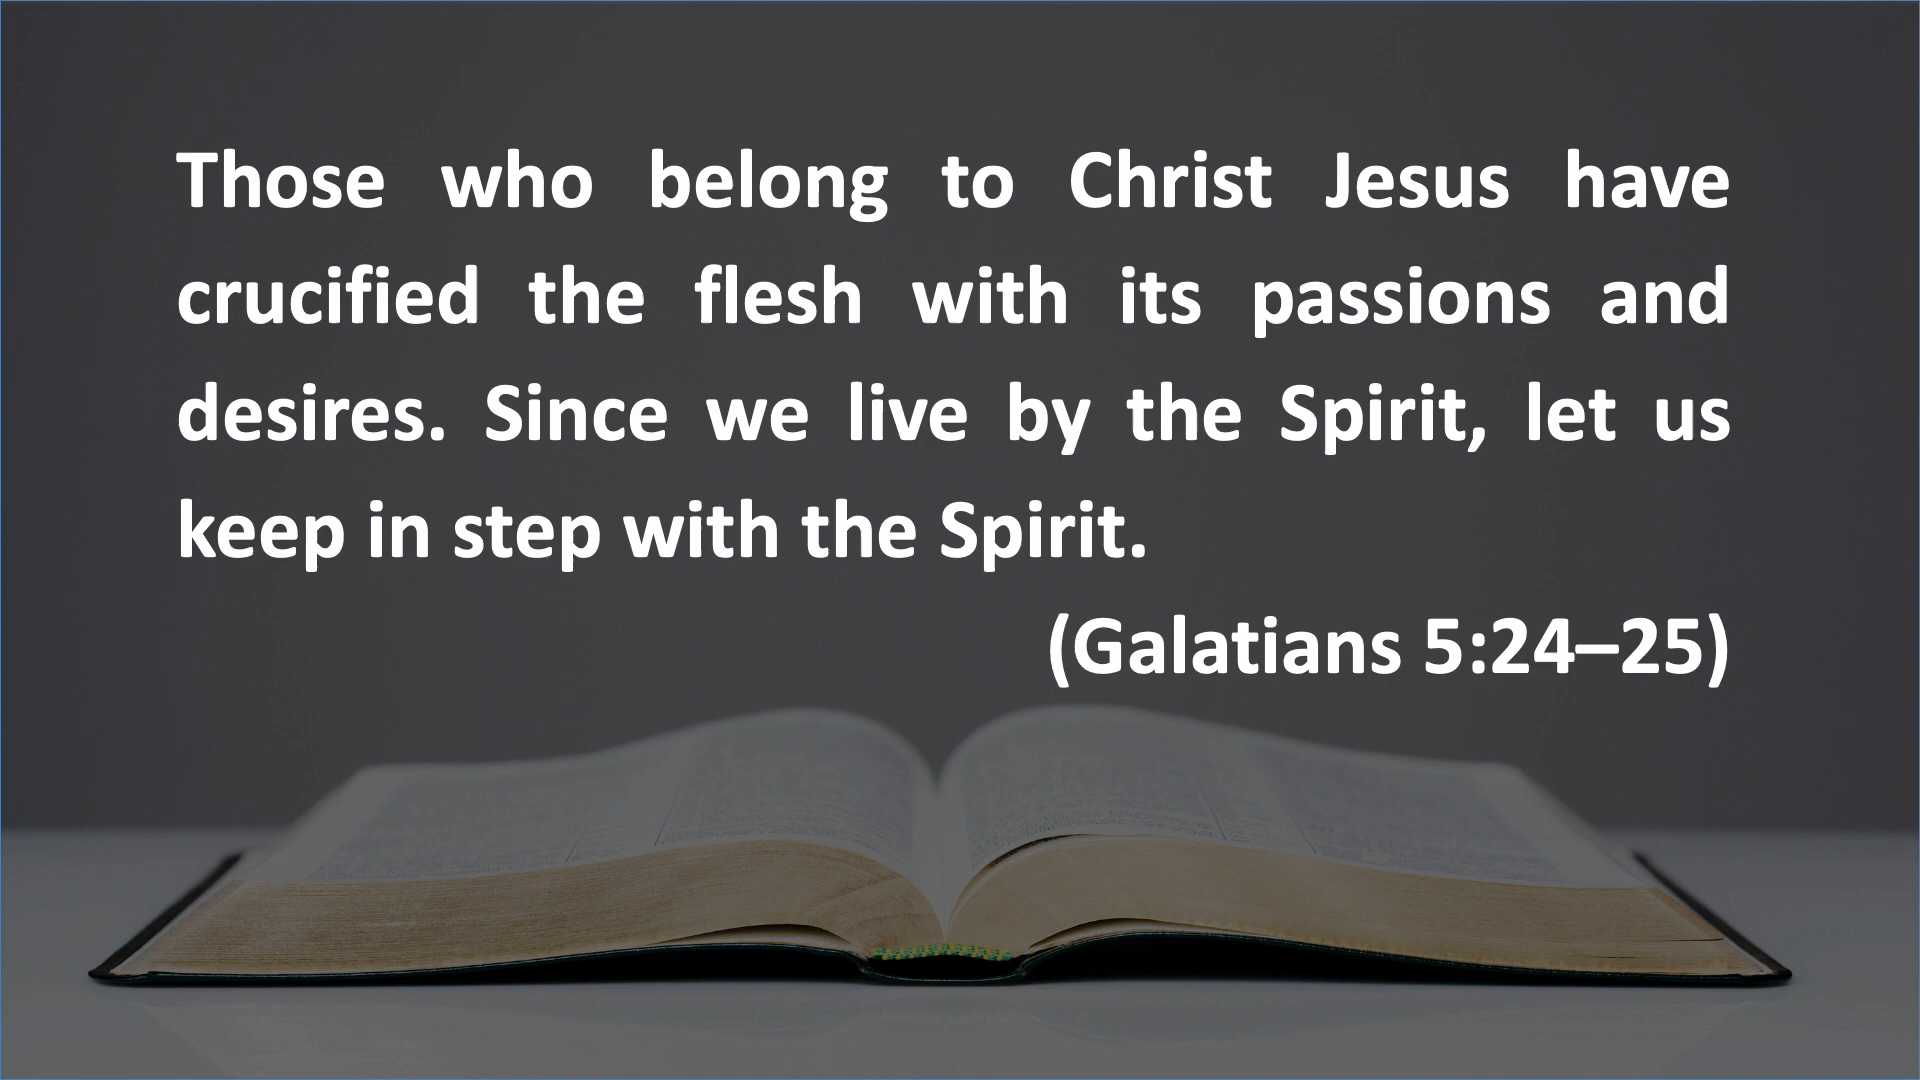 Those who belong to Christ Jesus have
crucified the flesh with its passions and
desires. Since we live by the Spirit, let us
keep in step with the Spirit.
(Galatians 5:24–25)